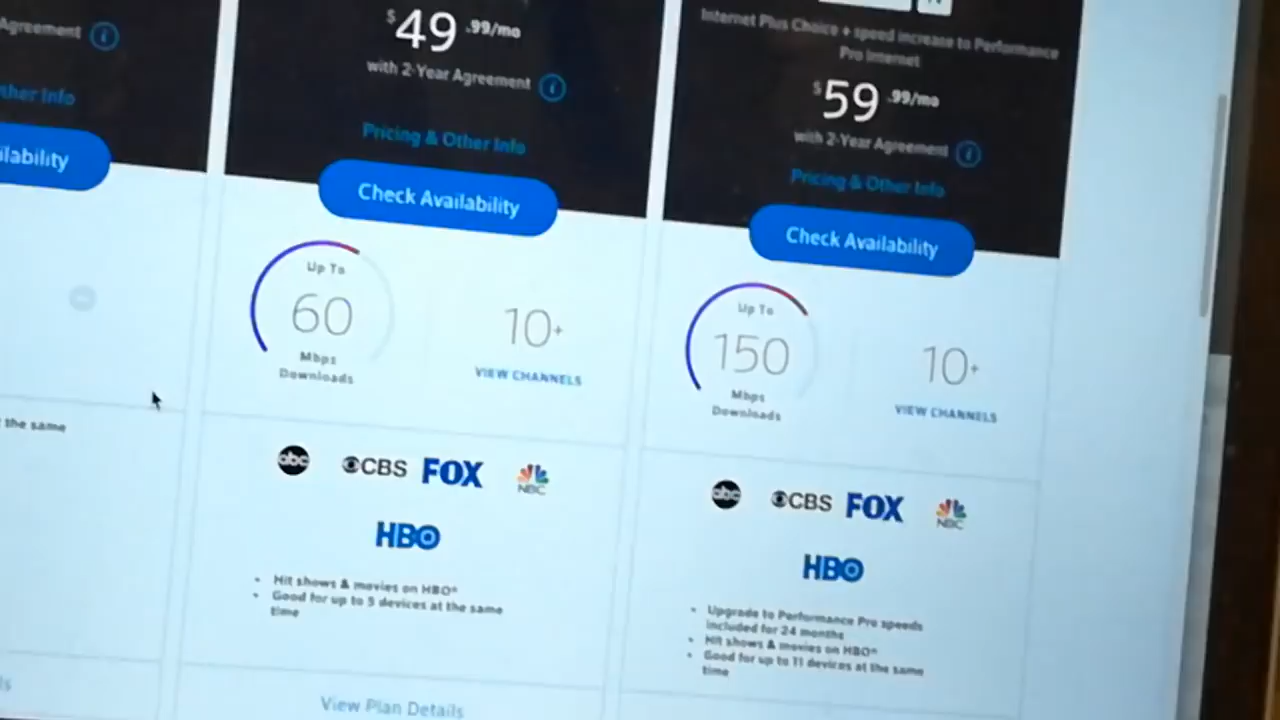 Agreement i
ther Info
ilability
the same
ls
$49.99/mo
with 2-Year Agreement i
Pricing & Other Info
Check Availability
Up To
60
Mbps
Downloads
10+
VIEW CHANNELS
abc CBS FOX NBC
HBO
• Hit shows & movies on HBO®
• Good for up to 5 devices at the same
time
View Plan Details
Internet Plus Choice + speed increase to Performance
Pro Internet
$59.99/mo
with 2-Year Agreement i
Pricing & Other Info
Check Availability
Up To
150
Mbps
Downloads
10+
VIEW CHANNELS
abc CBS FOX NBC
HBO
• Upgrade to Performance Pro speeds
included for 24 months
• Hit shows & movies on HBO®
• Good for up to 11 devices at the same
time